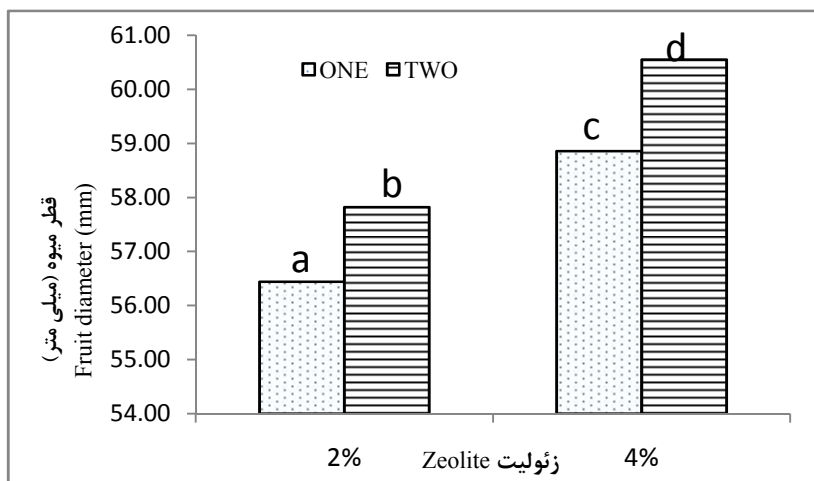 61.00
60.00
59.00
58.00
57.00
56.00
55.00
54.00
قطر میوه (میلی متر)
Fruit diameter (mm)
ONE TWO
a
b
c
d
2% 4%
Zeolite زئولیت